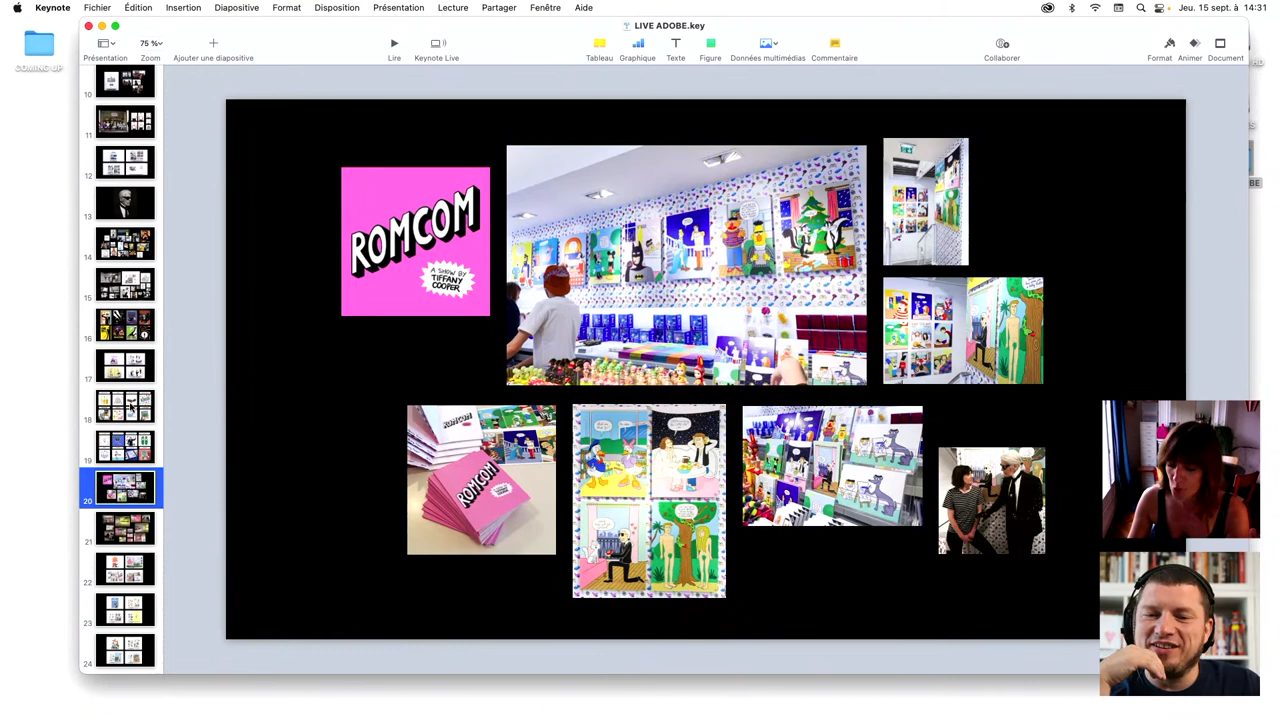 Keynote Fichier Édition Insertion Diapositive Format Disposition Présentation Lecture Partager Fenêtre Aide Jeu. 15 sept. à 14:31
LIVE ADOBE.key
75 %
Présentation Zoom Ajouter une diapositive Lire Keynote Live Tableau Graphique Texte Figure Données multimédias Commentaire Collaborer Format Animer Document
COMING UP
HD
BE
10
11
12
13
14
15
16
17
18
19
20
21
22
23
24
ROMCOM
A SHOW BY
TIFFANY
COOPER
ROMCOM
ROMCOM